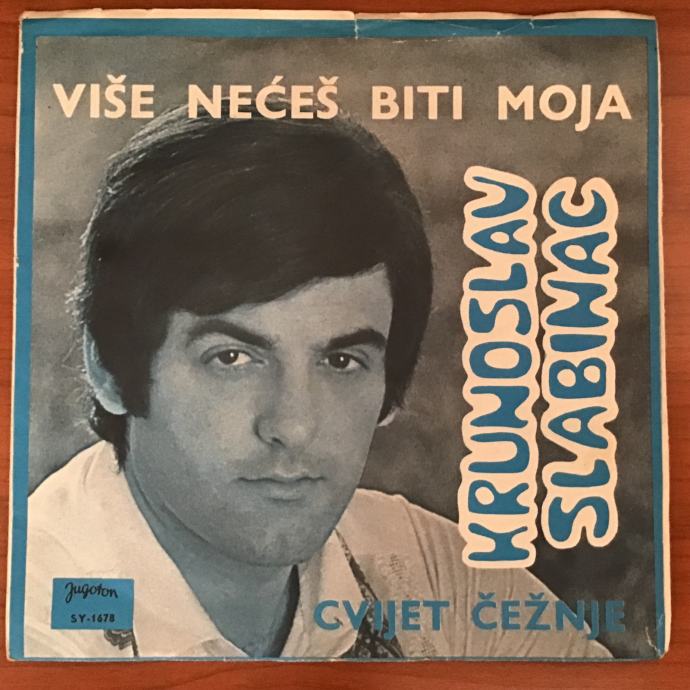 VIŠE NEĆEŠ BITI MOJA
KRUNOSLAV
SLABINAC
CVIJET ČEŽNJE
Jugoton
SY-1678